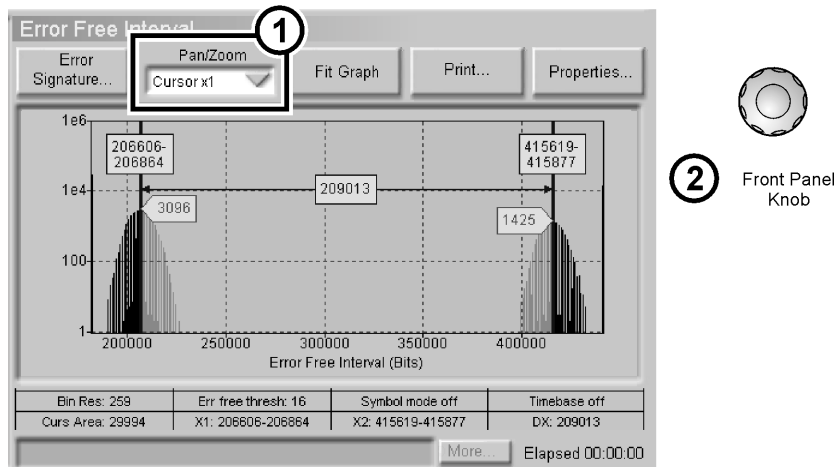 Error Free Interval
1
Error Signature...
Pan/Zoom
Cursor x1
Fit Graph
Print...
Properties...
1e6
206606-
206864
415619-
415877
1e4
209013
3096
1425
100
1
200000 250000 300000 350000 400000
Error Free Interval (Bits)
Bin Res: 259 Err free thresh: 16 Symbol mode off Timebase off
Curs Area: 29994 X1: 206606-206864 X2: 415619-415877 DX: 209013
More... Elapsed 00:00:00
2
Front Panel
Knob